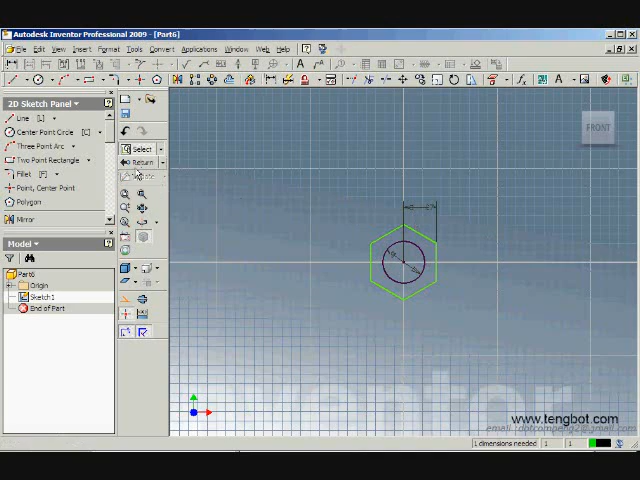 Autodesk Inventor Professional 2009 - [Part6]
File Edit View Insert Format Tools Convert Applications Window Web Help
2D Sketch Panel
Line [L]
Center Point Circle [C]
Three Point Arc
Two Point Rectangle
Fillet [F]
Point, Center Point
Polygon
Mirror
Select
Return
Model
Part6
Origin
Sketch1
End of Part
FRONT
www.tengbot.com
1 dimensions needed 1 1